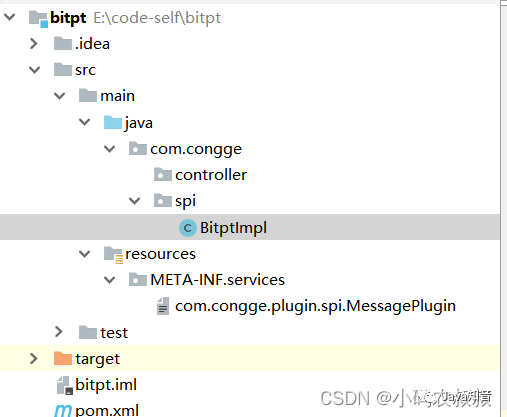 bitpt E:\code-self\bitpt
.idea
src
main
java
com.congge
controller
spi
C BitptImpl
resources
META-INF.services
com.congge.plugin.spi.MessagePlugin
test
target
bitpt.iml
m pom.xml
CSDN @小码农叔叔